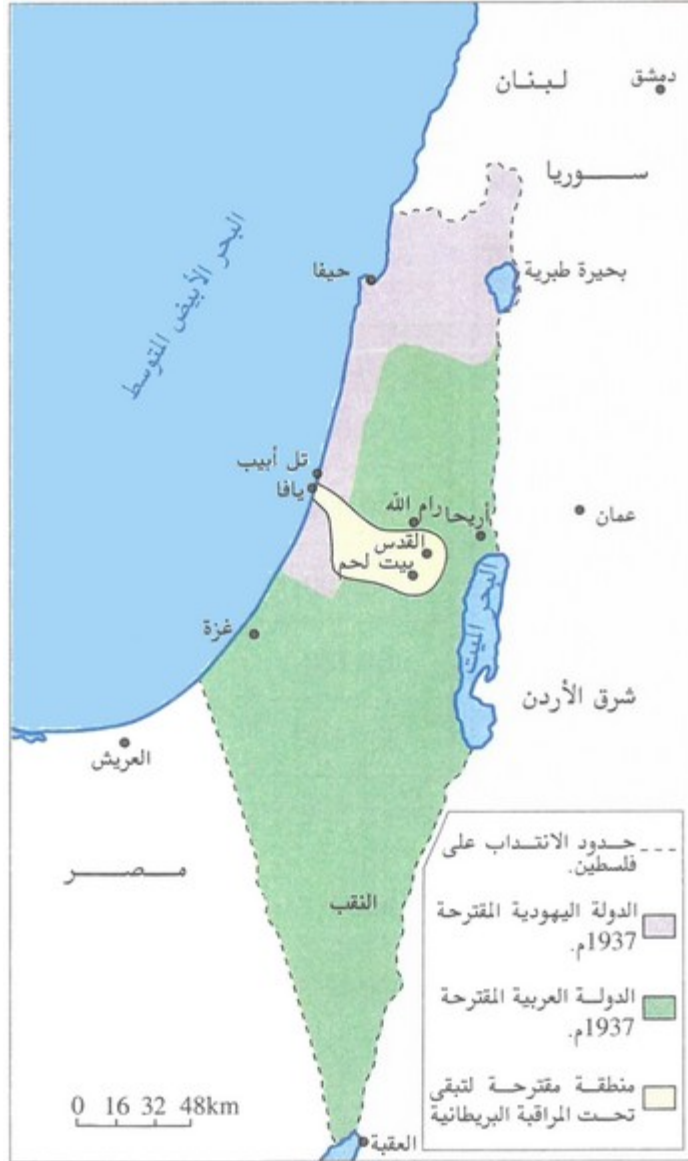 دمشق
لبنان
سوريا
البحر الأبيض المتوسط
حيفا
بحيرة طبرية
تل أبيب
يافا
رام الله
أريحا
عمان
القدس
بيت لحم
البحر الميت
غزة
شرق الأردن
العريش
مصر
النقب
حدود الانتداب على
فلسطين.
الدولة اليهودية المقترحة
1937م.
الدولة العربية المقترحة
1937م.
منطقة مقترحة لتبقى
تحت المراقبة البريطانية
0 16 32 48km
العقبة